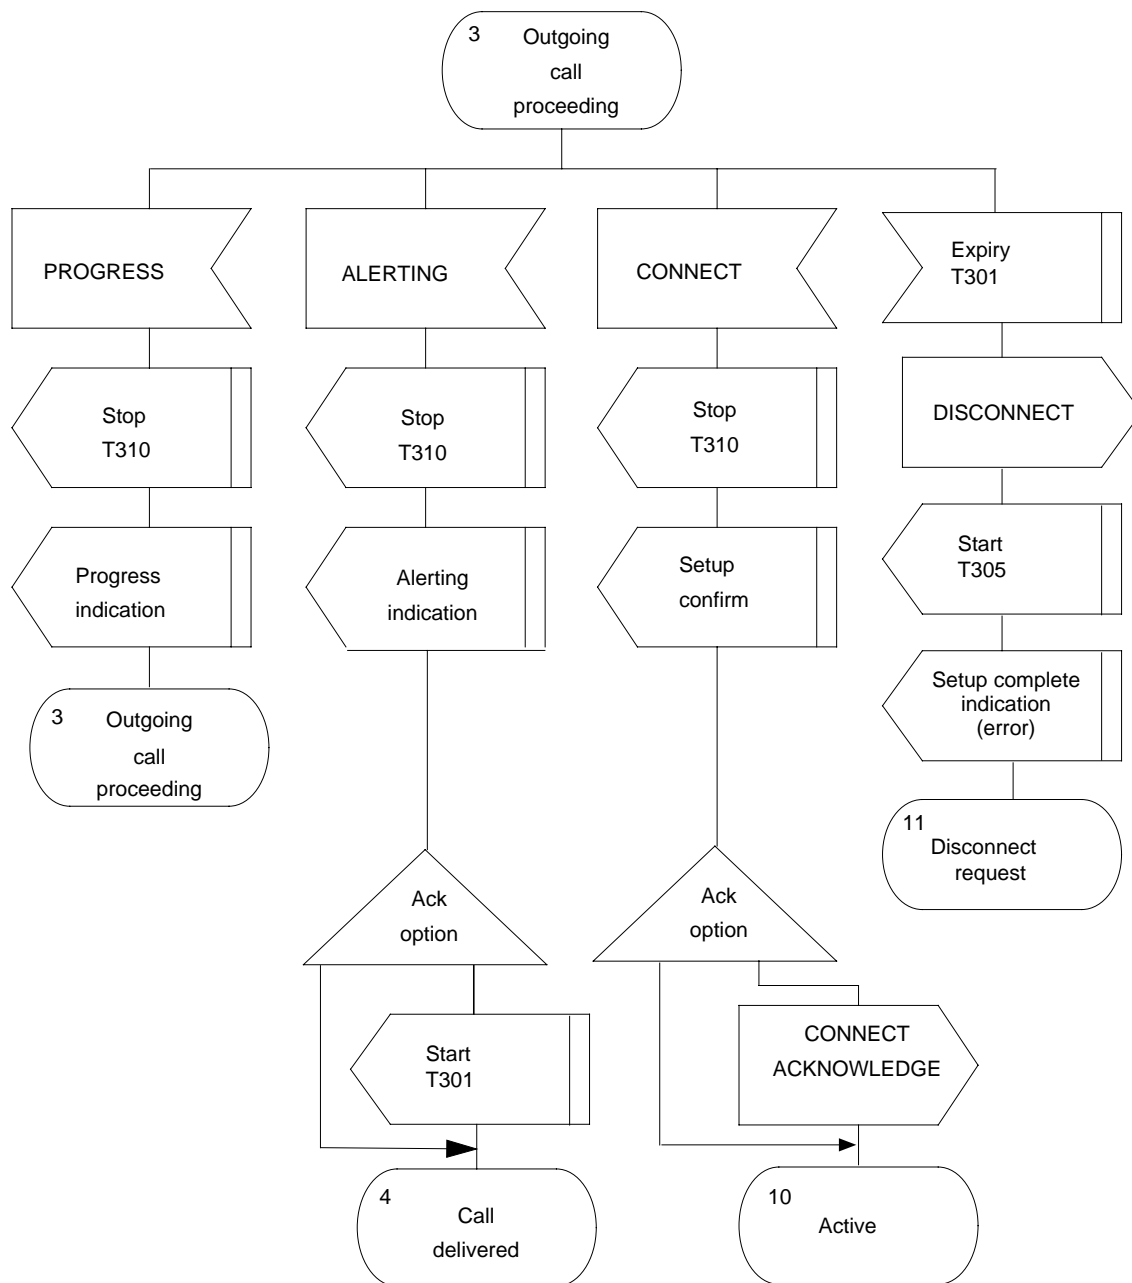 3
Outgoing
call
proceeding
PROGRESS
ALERTING
CONNECT
Expiry
T301
Stop
T310
Stop
T310
Stop
T310
DISCONNECT
Progress
indication
Alerting
indication
Setup
confirm
Start
T305
3
Outgoing
call
proceeding
Setup complete
indication
(error)
11
Disconnect
request
Ack
option
Ack
option
Start
T301
CONNECT
ACKNOWLEDGE
4
Call
delivered
10
Active